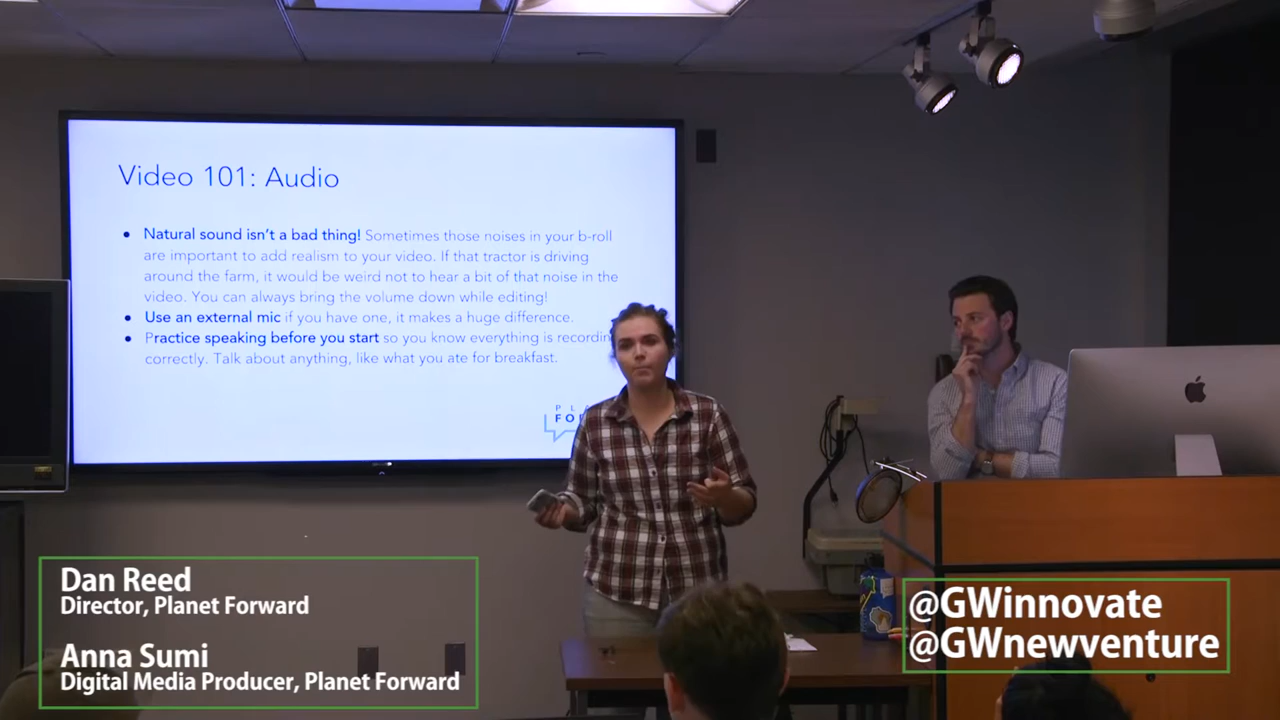 Video 101: Audio
• Natural sound isn't a bad thing! Sometimes those noises in your b-roll
are important to add realism to your video. If that tractor is driving
around the farm, it would be weird not to hear a bit of that noise in the
video. You can always bring the volume down while editing!
• Use an external mic if you have one, it makes a huge difference.
• Practice speaking before you start so you know everything is recordin
correctly. Talk about anything, like what you ate for breakfast.
Dan Reed
Director, Planet Forward
Anna Sumi
Digital Media Producer, Planet Forward
@GWinnovate
@GWnewventure